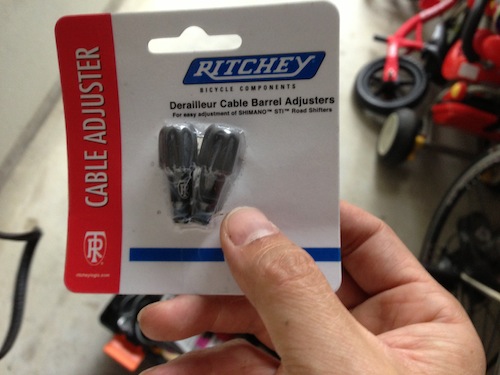 CABLE ADJUSTER
RITCHEY
BICYCLE COMPONENTS
Derailleur Cable Barrel Adjusters
For easy adjustment of SHIMANO™ STI™ Road Shifters
ritcheylogic.com